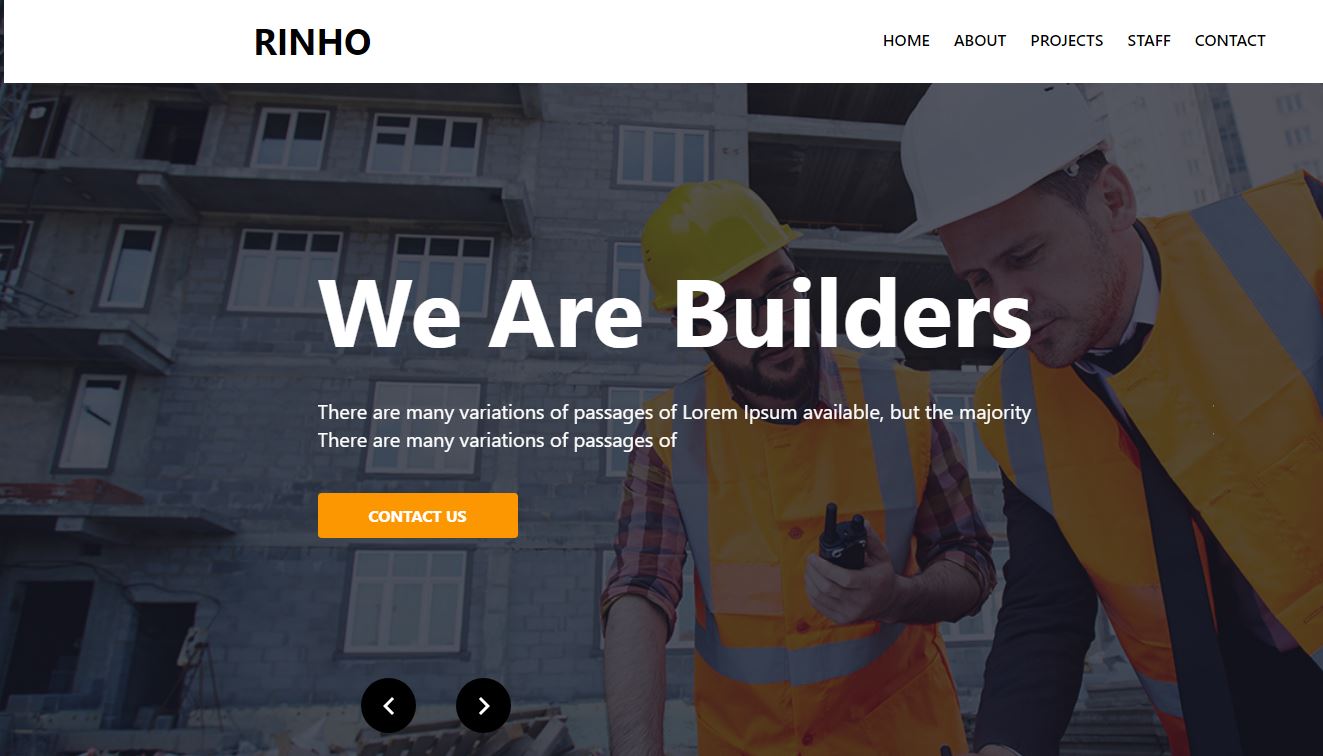 RINHO
HOME ABOUT PROJECTS STAFF CONTACT
We Are Builders
There are many variations of passages of Lorem Ipsum available, but the majority
There are many variations of passages of
CONTACT US